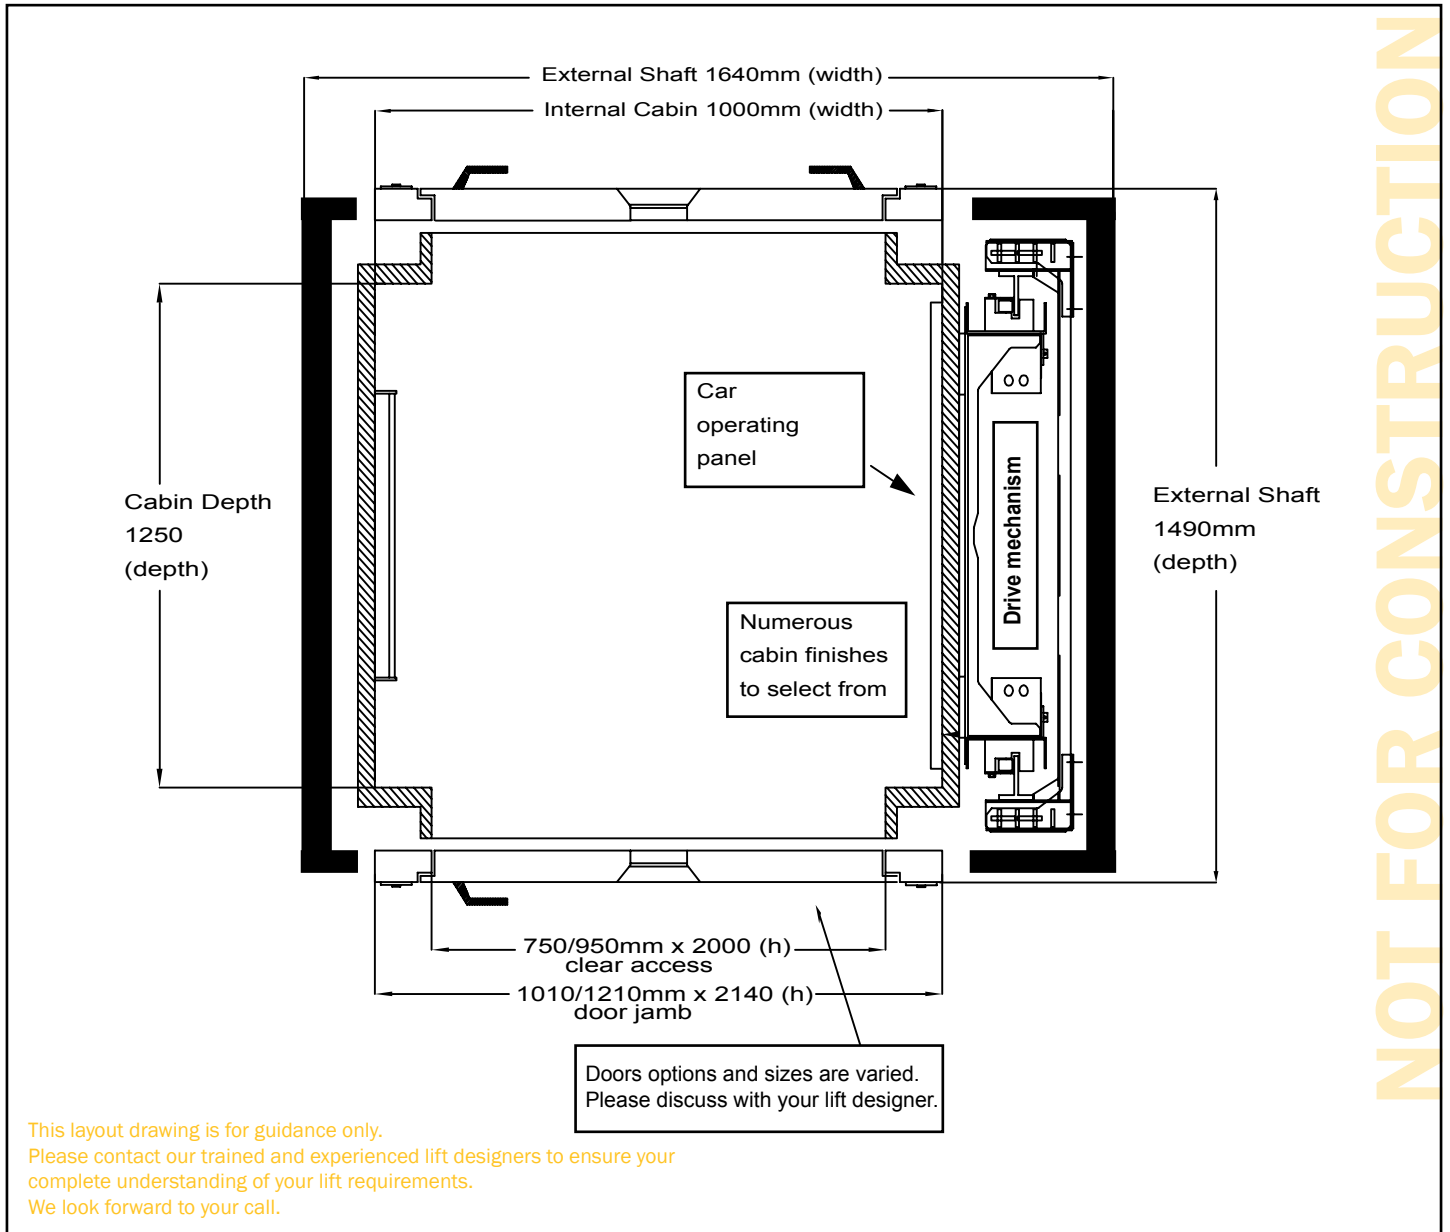 External Shaft 1640mm (width)
Internal Cabin 1000mm (width)
Car
operating
panel
Cabin Depth
1250
(depth)
Drive mechanism
External Shaft
1490mm
(depth)
Numerous
cabin finishes
to select from
750/950mm x 2000 (h)
clear access
1010/1210mm x 2140 (h)
door jamb
Doors options and sizes are varied.
Please discuss with your lift designer.
This layout drawing is for guidance only.
Please contact our trained and experienced lift designers to ensure your
complete understanding of your lift requirements.
We look forward to your call.
NOT FOR CONSTRUCTION